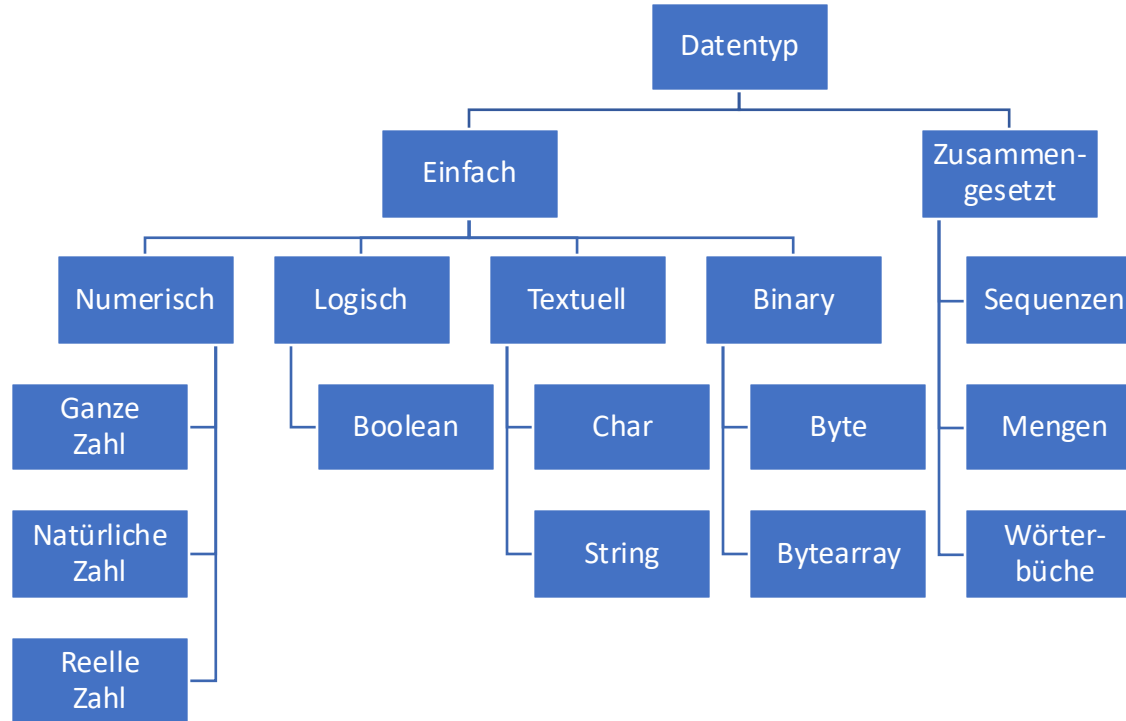 Datentyp
Einfach
Zusammen-
gesetzt
Numerisch
Logisch
Textuell
Binary
Sequenzen
Ganze
Zahl
Boolean
Char
Byte
Mengen
Natürliche
Zahl
String
Bytearray
Wörter-
büche
Reelle
Zahl